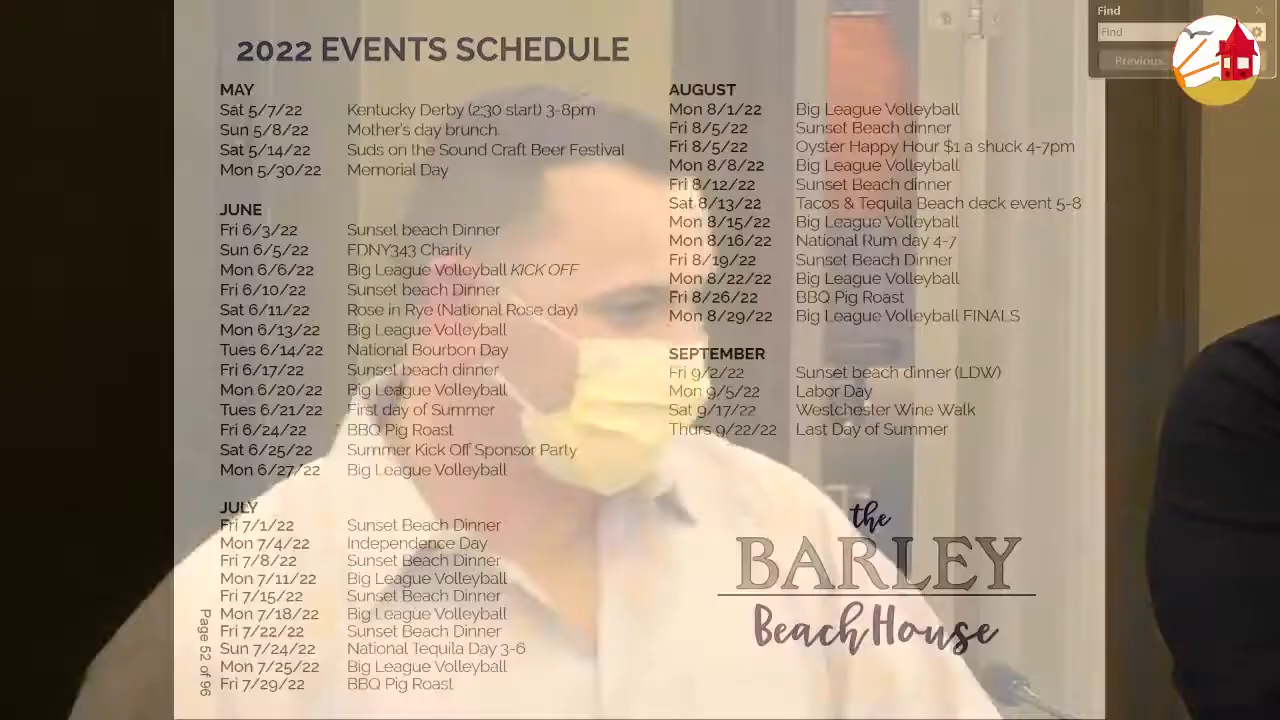 2022 EVENTS SCHEDULE
MAY
Sat 5/7/22 Kentucky Derby (2:30 start) 3-8pm
Sun 5/8/22 Mother's day brunch.
Sat 5/14/22 Suds on the Sound Craft Beer Festival
Mon 5/30/22 Memorial Day
JUNE
Fri 6/3/22 Sunset beach Dinner
Sun 6/5/22 FDNY343 Charity
Mon 6/6/22 Big League Volleyball KICK OFF
Fri 6/10/22 Sunset beach Dinner
Sat 6/11/22 Rose in Rye (National Rose day)
Mon 6/13/22 Big League Volleyball
Tues 6/14/22 National Bourbon Day
Fri 6/17/22 Sunset beach dinner
Mon 6/20/22 Big League Volleyball
Tues 6/21/22 First day of Summer
Fri 6/24/22 BBQ Pig Roast
Sat 6/25/22 Summer Kick Off Sponsor Party
Mon 6/27/22 Big League Volleyball
JULY
Fri 7/1/22 Sunset Beach Dinner
Mon 7/4/22 Independence Day
Fri 7/8/22 Sunset Beach Dinner
Mon 7/11/22 Big League Volleyball
Fri 7/15/22 Sunset Beach Dinner
Mon 7/18/22 Big League Volleyball
Fri 7/22/22 Sunset Beach Dinner
Sun 7/24/22 National Tequila Day 3-6
Mon 7/25/22 Big League Volleyball
Fri 7/29/22 BBQ Pig Roast
AUGUST
Mon 8/1/22 Big League Volleyball
Fri 8/5/22 Sunset Beach dinner
Fri 8/5/22 Oyster Happy Hour $1 a shuck 4-7pm
Mon 8/8/22 Big League Volleyball
Fri 8/12/22 Sunset Beach dinner
Sat 8/13/22 Tacos & Tequila Beach deck event 5-8
Mon 8/15/22 Big League Volleyball
Mon 8/16/22 National Rum day 4-7
Fri 8/19/22 Sunset Beach Dinner
Mon 8/22/22 Big League Volleyball
Fri 8/26/22 BBQ Pig Roast
Mon 8/29/22 Big League Volleyball FINALS
SEPTEMBER
Fri 9/2/22 Sunset beach dinner (LDW)
Mon 9/5/22 Labor Day
Sat 9/17/22 Westchester Wine Walk
Thurs 9/22/22 Last Day of Summer
the
BARLEY
Beach House
Page 52 of 96
Find
Find
Previous